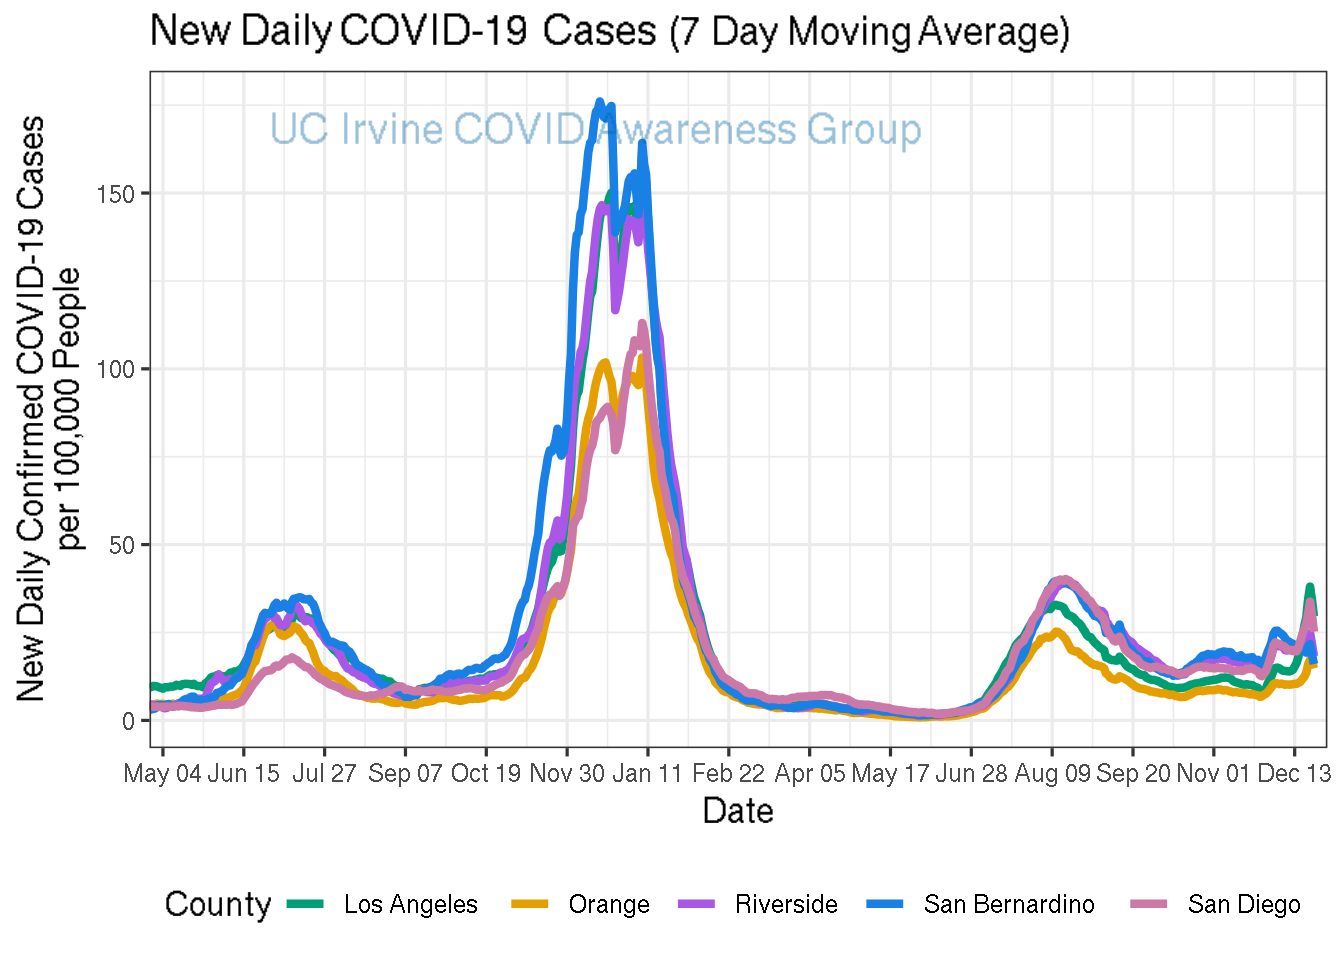 New Daily COVID-19 Cases (7 Day Moving Average)
UC Irvine COVID Awareness Group
New Daily Confirmed COVID-19 Cases
per 100,000 People
150
100
50
0
May 04 Jun 15 Jul 27 Sep 07 Oct 19 Nov 30 Jan 11 Feb 22 Apr 05 May 17 Jun 28 Aug 09 Sep 20 Nov 01 Dec 13
Date
County Los Angeles Orange Riverside San Bernardino San Diego